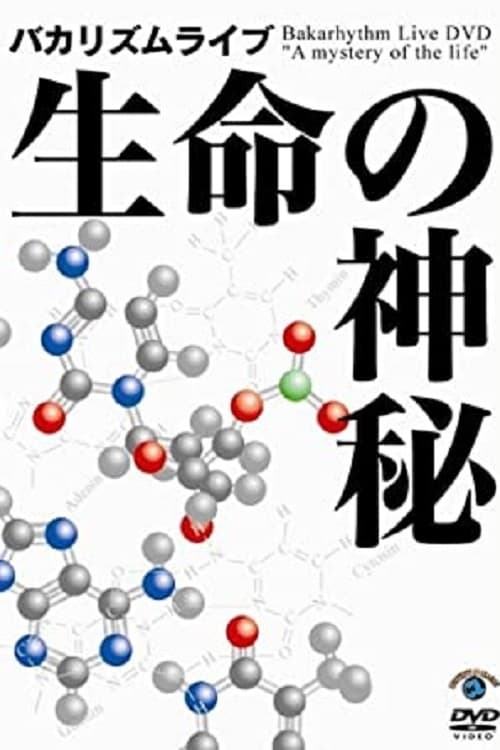 バカリズムライブ
Bakarhythm Live DVD
"A mystery of the life"
生命の
神秘
Thymin
Adenin
Cytosin
DVD
VIDEO